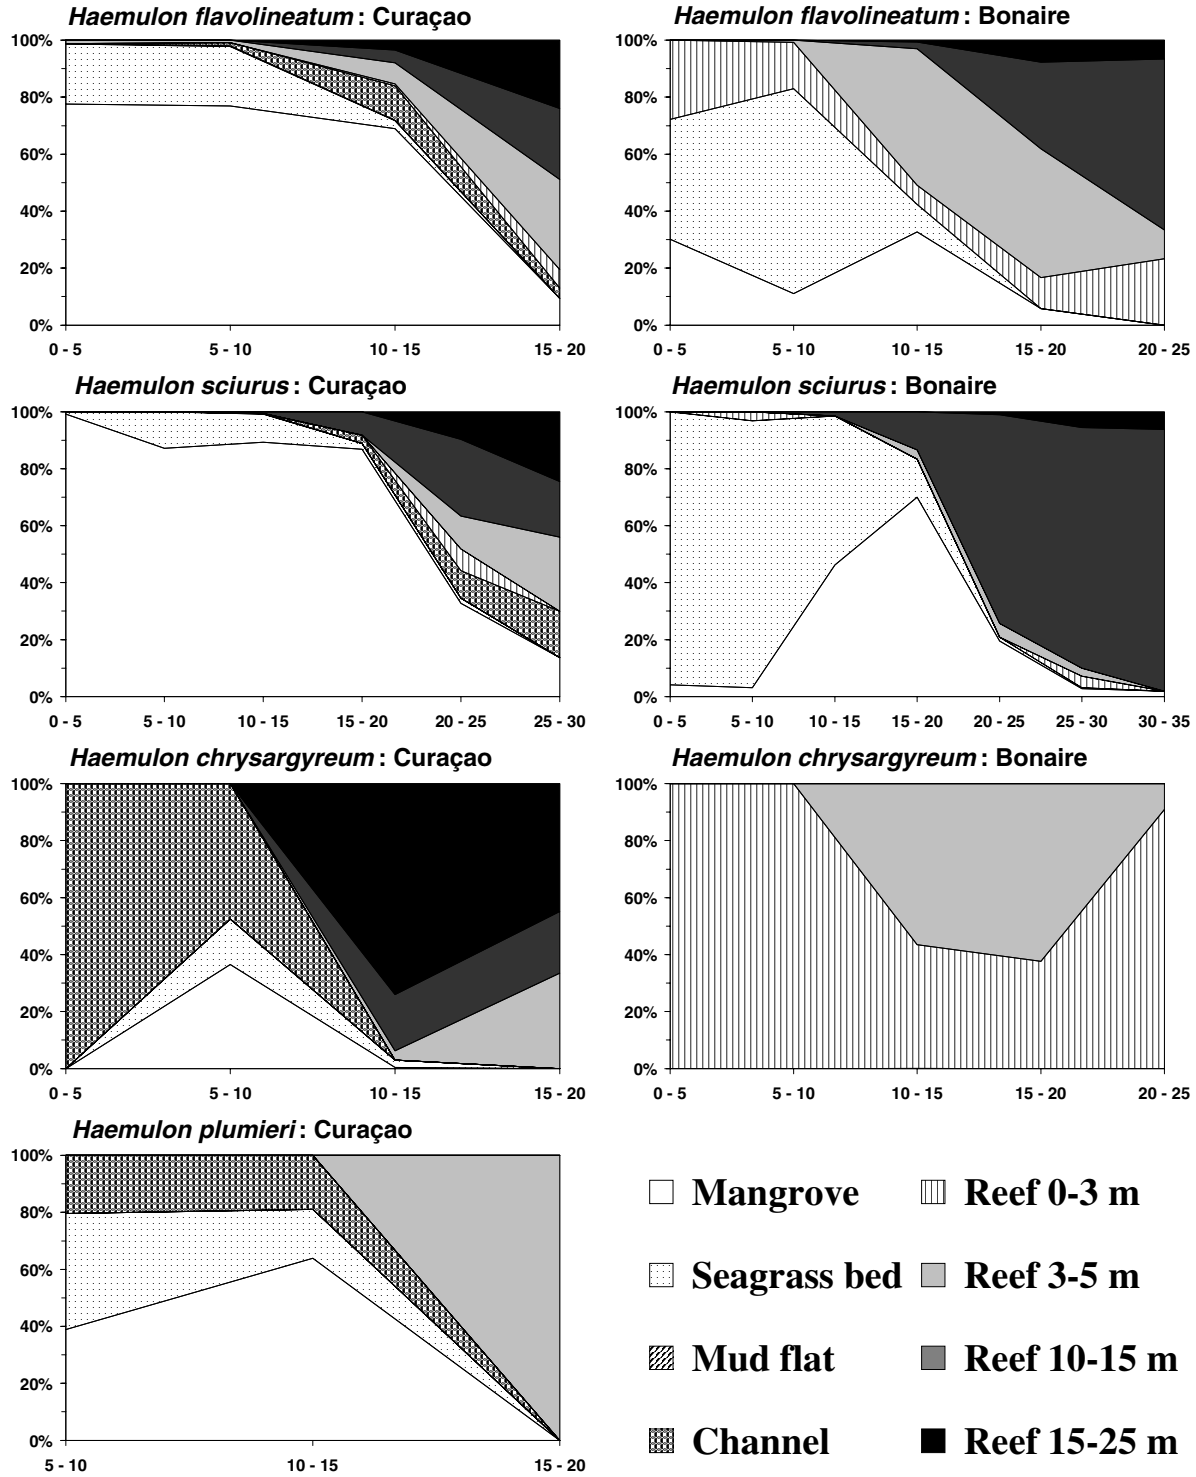 Haemulon flavolineatum: Curaçao
100%
80%
60%
40%
20%
0%
0 - 5 5 - 10 10 - 15 15 - 20
Haemulon flavolineatum: Bonaire
100%
80%
60%
40%
20%
0%
0 - 5 5 - 10 10 - 15 15 - 20 20 - 25
Haemulon sciurus: Curaçao
100%
80%
60%
40%
20%
0%
0 - 5 5 - 10 10 - 15 15 - 20 20 - 25 25 - 30
Haemulon sciurus: Bonaire
100%
80%
60%
40%
20%
0%
0 - 5 5 - 10 10 - 15 15 - 20 20 - 25 25 - 30 30 - 35
Haemulon chrysargyreum: Curaçao
100%
80%
60%
40%
20%
0%
0 - 5 5 - 10 10 - 15 15 - 20
Haemulon chrysargyreum: Bonaire
100%
80%
60%
40%
20%
0%
0 - 5 5 - 10 10 - 15 15 - 20 20 - 25
Haemulon plumieri: Curaçao
100%
80%
60%
40%
20%
0%
5 - 10 10 - 15 15 - 20
Mangrove
Seagrass bed
Mud flat
Channel
Reef 0-3 m
Reef 3-5 m
Reef 10-15 m
Reef 15-25 m